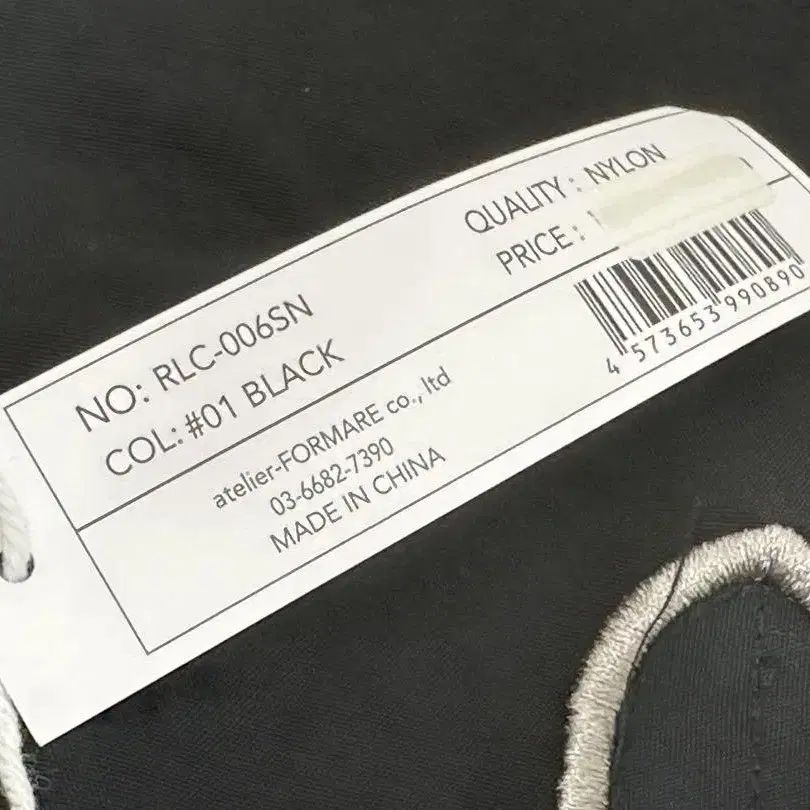 NO: RLC-006SN
COL: #01 BLACK
QUALITY : NYLON
PRICE :
4 573653 990890
atelier-FORMARE co., ltd
03-6682-7390
MADE IN CHINA